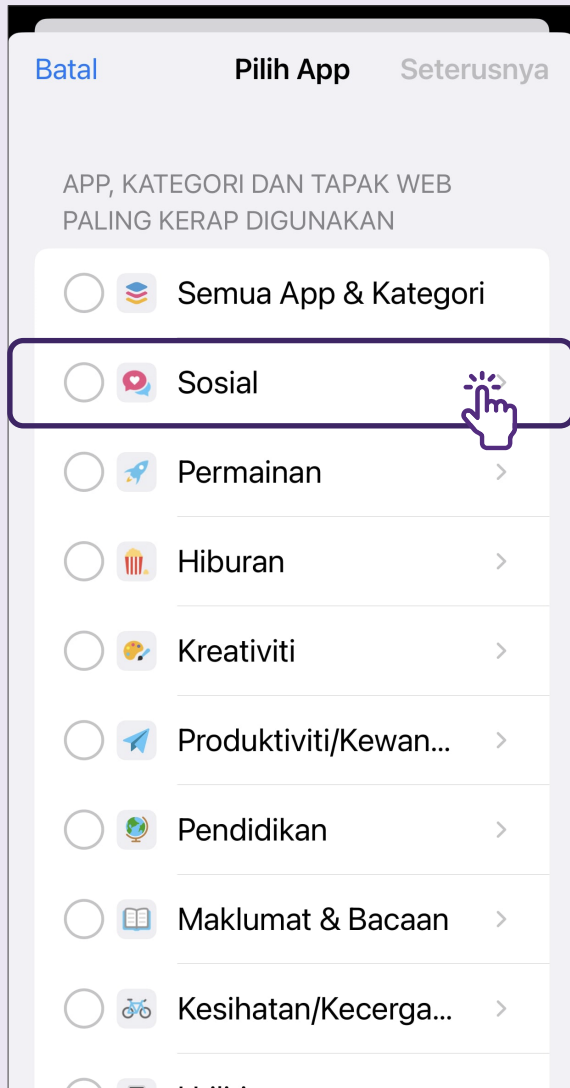 Batal
Pilih App
Seterusnya
APP, KATEGORI DAN TAPAK WEB
PALING KERAP DIGUNAKAN
Semua App & Kategori
Sosial
Permainan
Hiburan
Kreativiti
Produktiviti/Kewan...
Pendidikan
Maklumat & Bacaan
Kesihatan/Kecerga...